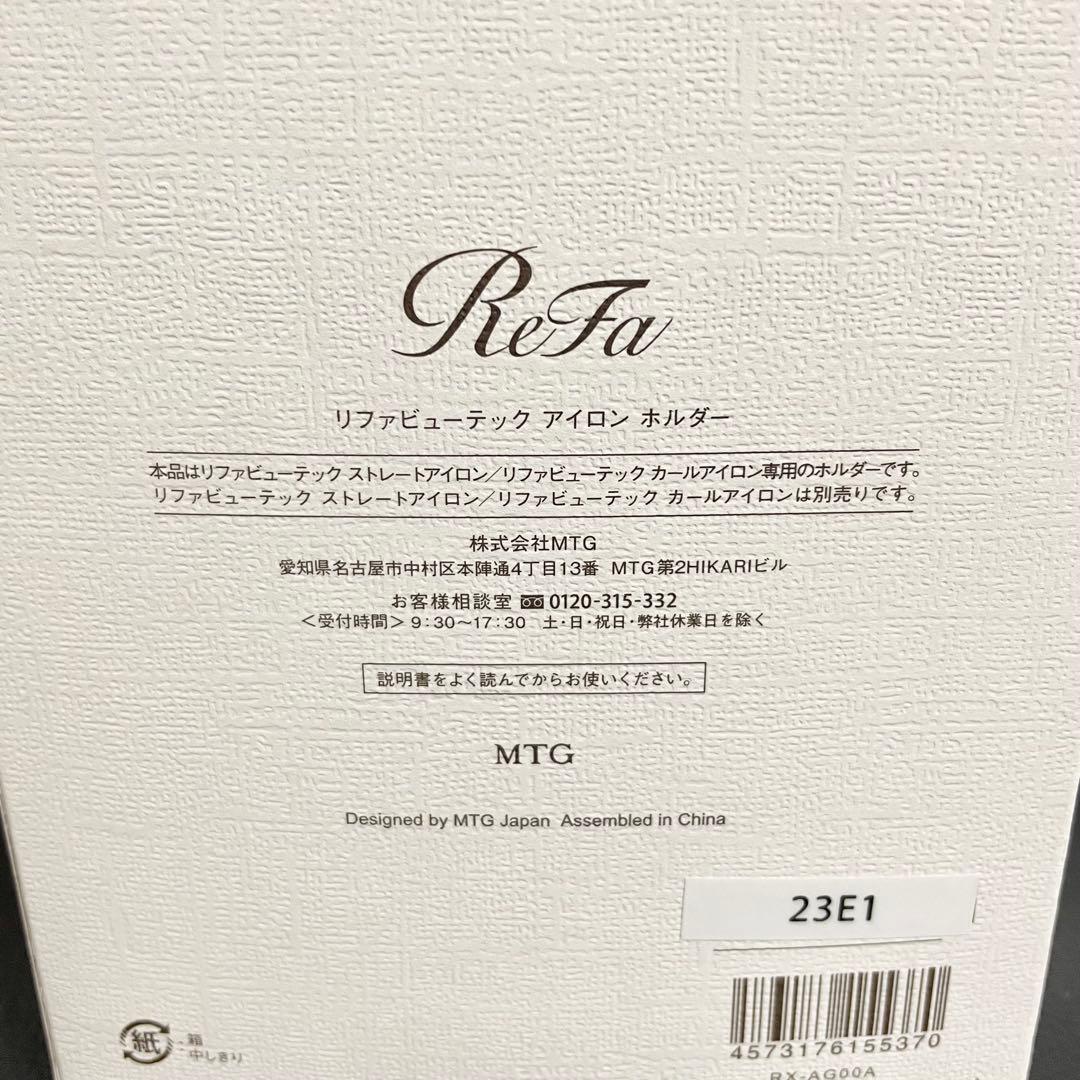 ReFa
リファビューテック アイロン ホルダー
本品はリファビューテック ストレートアイロン／リファビューテック カールアイロン専用のホルダーです。
リファビューテック ストレートアイロン／リファビューテック カールアイロンは別売りです。
株式会社MTG
愛知県名古屋市中村区本陣通4丁目13番 MTG第2HIKARIビル
お客様相談室 0120-315-332
＜受付時間＞9：30～17：30 土・日・祝日・弊社休業日を除く
説明書をよく読んでからお使いください。
MTG
Designed by MTG Japan Assembled in China
23E1
紙
箱
中しきり
4573176155370
RX-AG00A